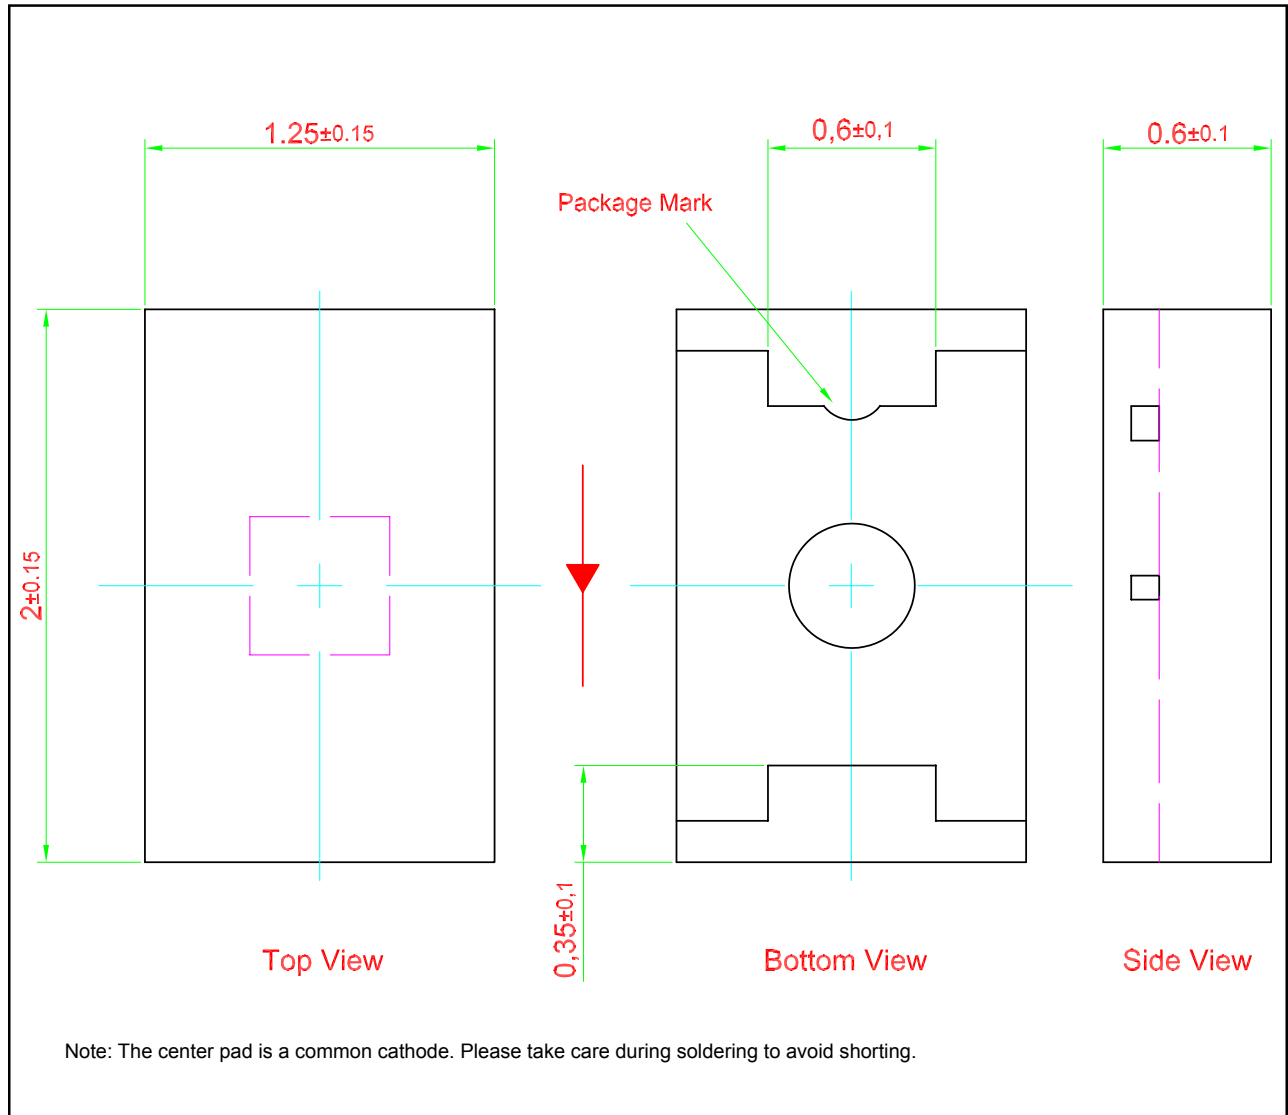 1.25±0.15
0,6±0,1
0.6±0.1
Package Mark
2±0.15
0,35±0,1
Top View
Bottom View
Side View
Note: The center pad is a common cathode. Please take care during soldering to avoid shorting.